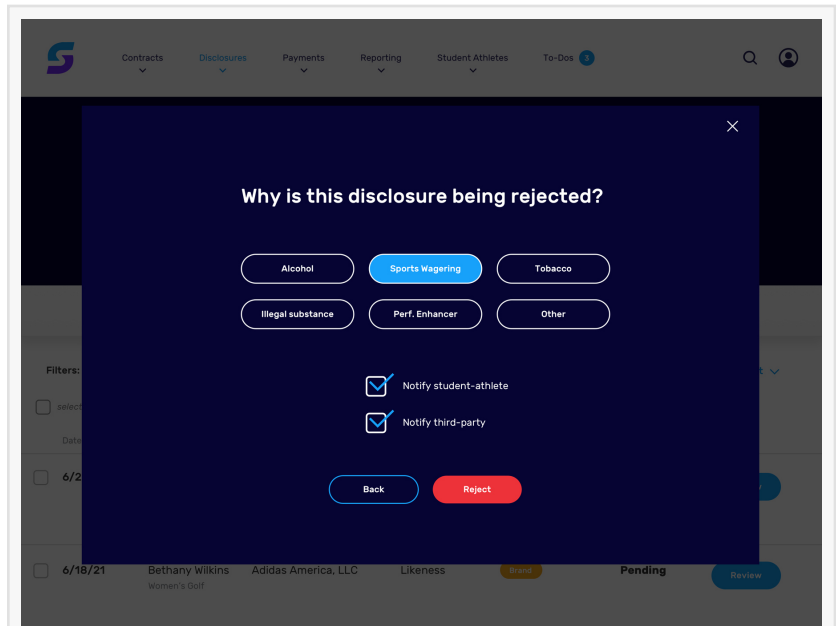 Contracts Disclosures Payments Reporting Student Athletes To-Dos 3
Why is this disclosure being rejected?
Alcohol Sports Wagering Tobacco
Illegal substance Perf. Enhancer Other
Filters:
Notify student-athlete
select
Notify third-party
Date
6/2
Back Reject
6/18/21 Bethany Wilkins Adidas America, LLC Likeness Brand Pending Review
Women's Golf